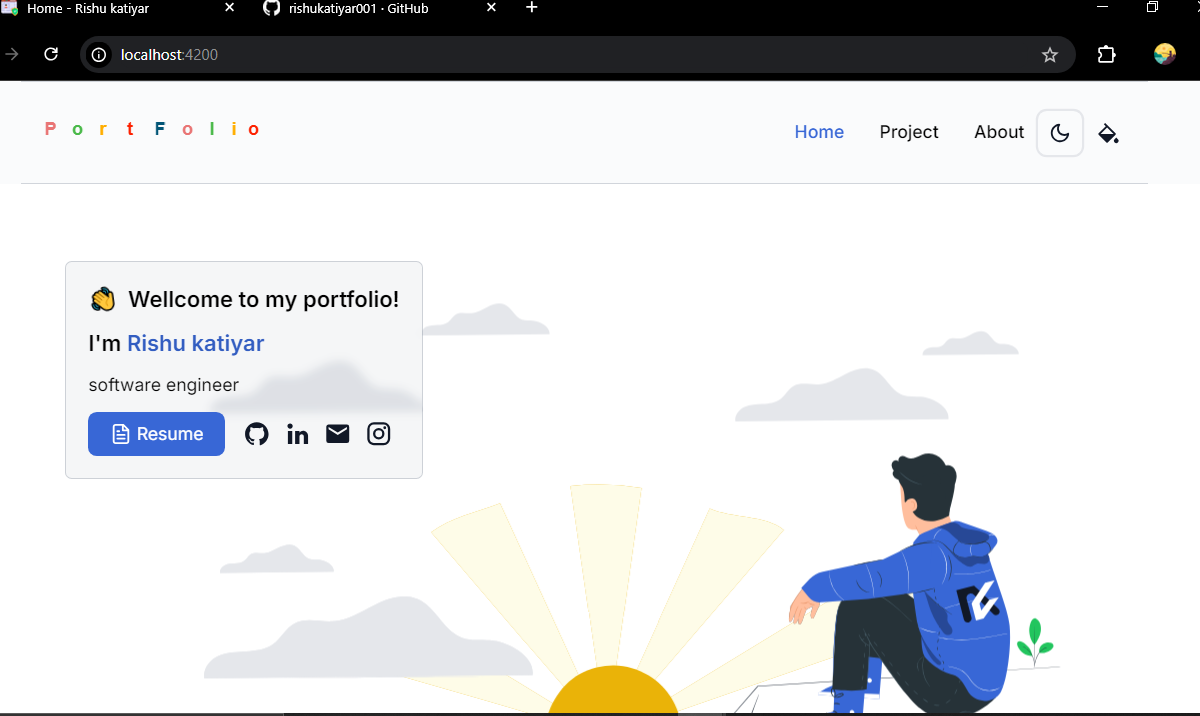 Home - Rishu katiyar
rishukatiyar001 · GitHub
localhost:4200
PortFolio
Home
Project
About
Wellcome to my portfolio!
I'm Rishu katiyar
software engineer
Resume